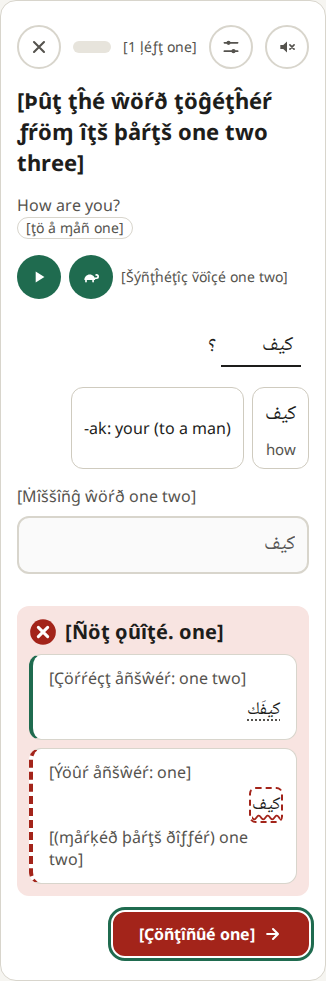 [1 ļéƒţ one]
[Þûţ ţĥé ŵöŕð ţöĝéţĥéŕ
ƒŕöɱ îţš þåŕţš one two
three]
How are you?
[ţö å ɱåñ one]
[Šýñţĥéţîç ṽöîçé one two]
كيف ؟
كيف
how
-ak: your (to a man)
[Ṁîššîñĝ ŵöŕð one two]
كيف
[Ñöţ ǫûîţé. one]
[Çöŕŕéçţ åñšŵéŕ: one two]
كيفَك
[Ýöûŕ åñšŵéŕ: one]
كيف
[(ɱåŕķéð þåŕţš ðîƒƒéŕ) one
two]
[Çöñţîñûé one]